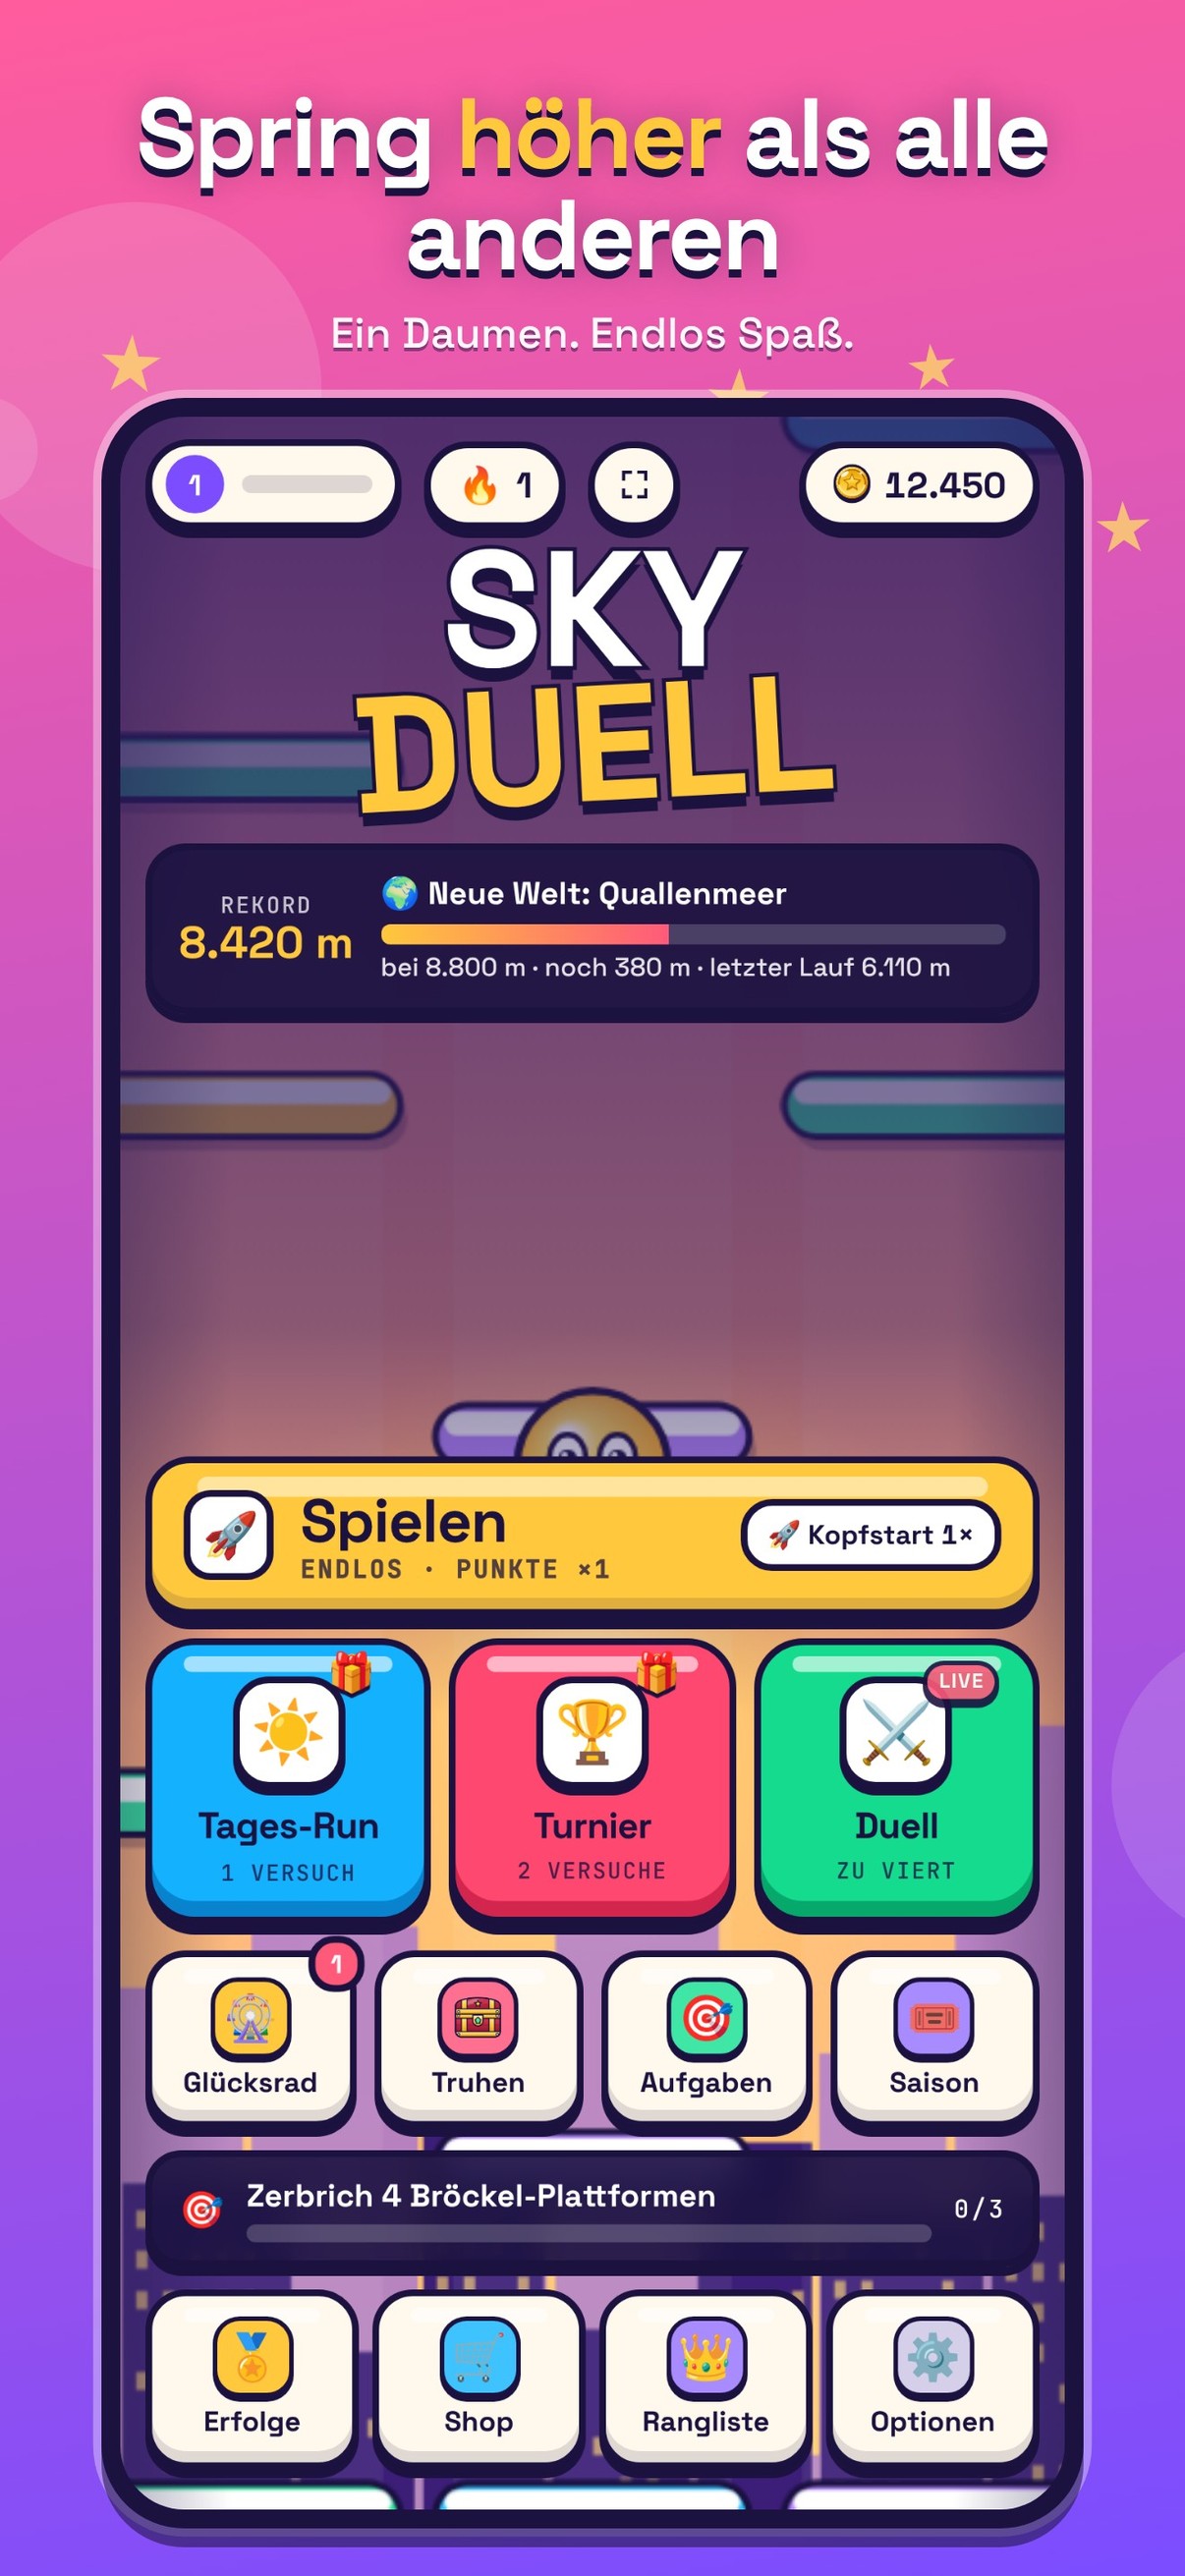 Spring höher als alle
anderen
Ein Daumen. Endlos Spaß.
1
1
12.450
SKY
DUELL
REKORD
8.420 m
Neue Welt: Quallenmeer
bei 8.800 m · noch 380 m · letzter Lauf 6.110 m
Spielen
ENDLOS · PUNKTE ×1
Kopfstart 1×
Tages-Run
1 VERSUCH
Turnier
2 VERSUCHE
LIVE
Duell
ZU VIERT
1
Glücksrad
Truhen
Aufgaben
Saison
Zerbrich 4 Bröckel-Plattformen
0/3
Erfolge
Shop
Rangliste
Optionen